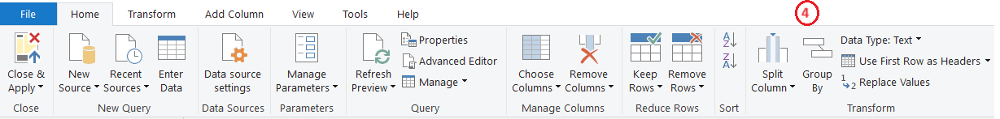 File Home Transform Add Column View Tools Help 4
Close & Apply New Source Recent Sources Enter Data Data source settings Manage Parameters Refresh Preview Properties Advanced Editor Manage Choose Columns Remove Columns Keep Rows Remove Rows A Z Z A Split Column Group By Data Type: Text Use First Row as Headers 1 2 Replace Values
Close New Query Data Sources Parameters Query Manage Columns Reduce Rows Sort Transform